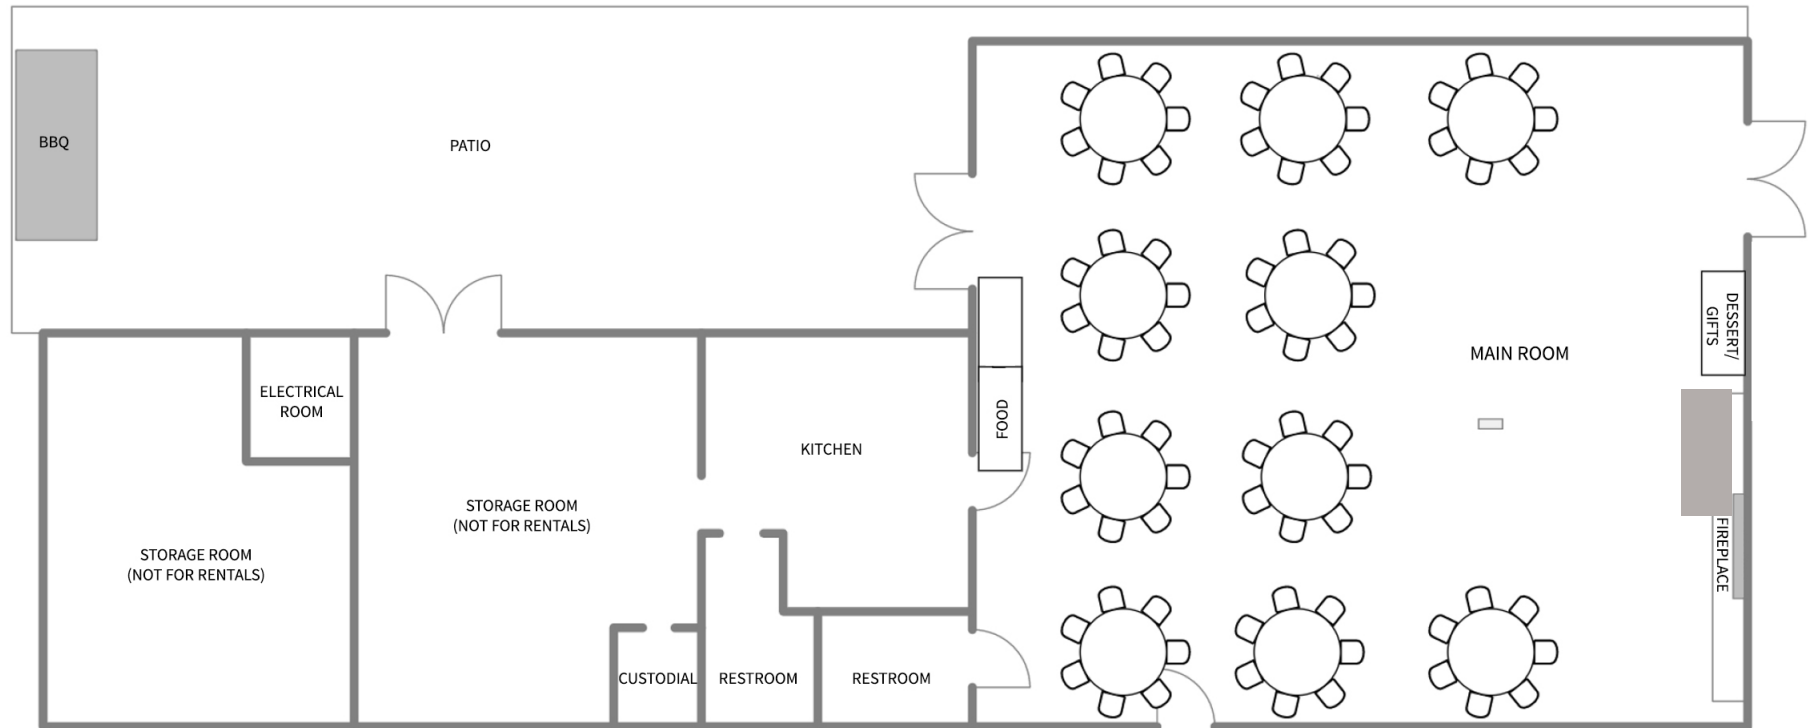 BBQ
PATIO
DESSERT/
GIFTS
MAIN ROOM
ELECTRICAL
ROOM
FOOD
KITCHEN
STORAGE ROOM
(NOT FOR RENTALS)
STORAGE ROOM
(NOT FOR RENTALS)
FIREPLACE
CUSTODIAL
RESTROOM
RESTROOM